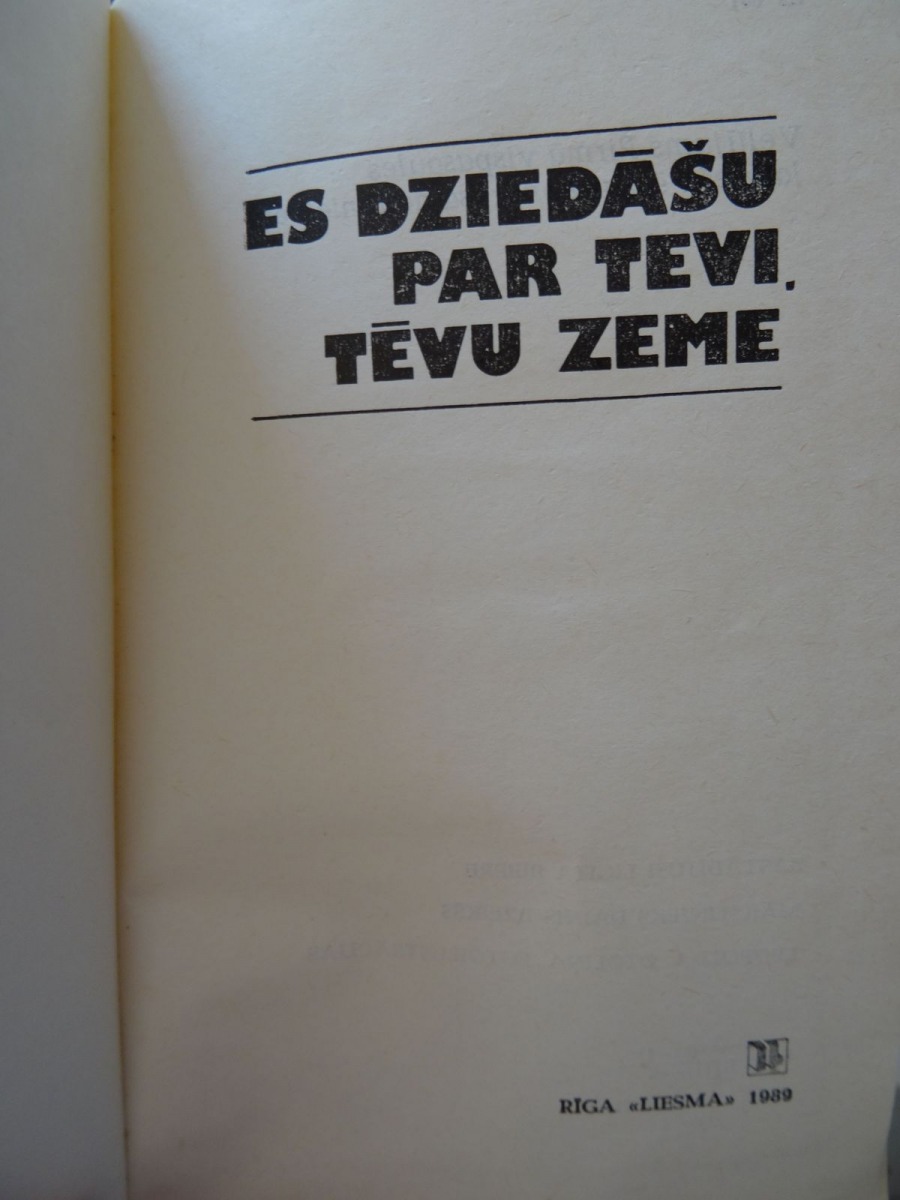 ES DZIEDĀŠU
PAR TEVI,
TĒVU ZEME
RĪGA «LIESMA» 1989